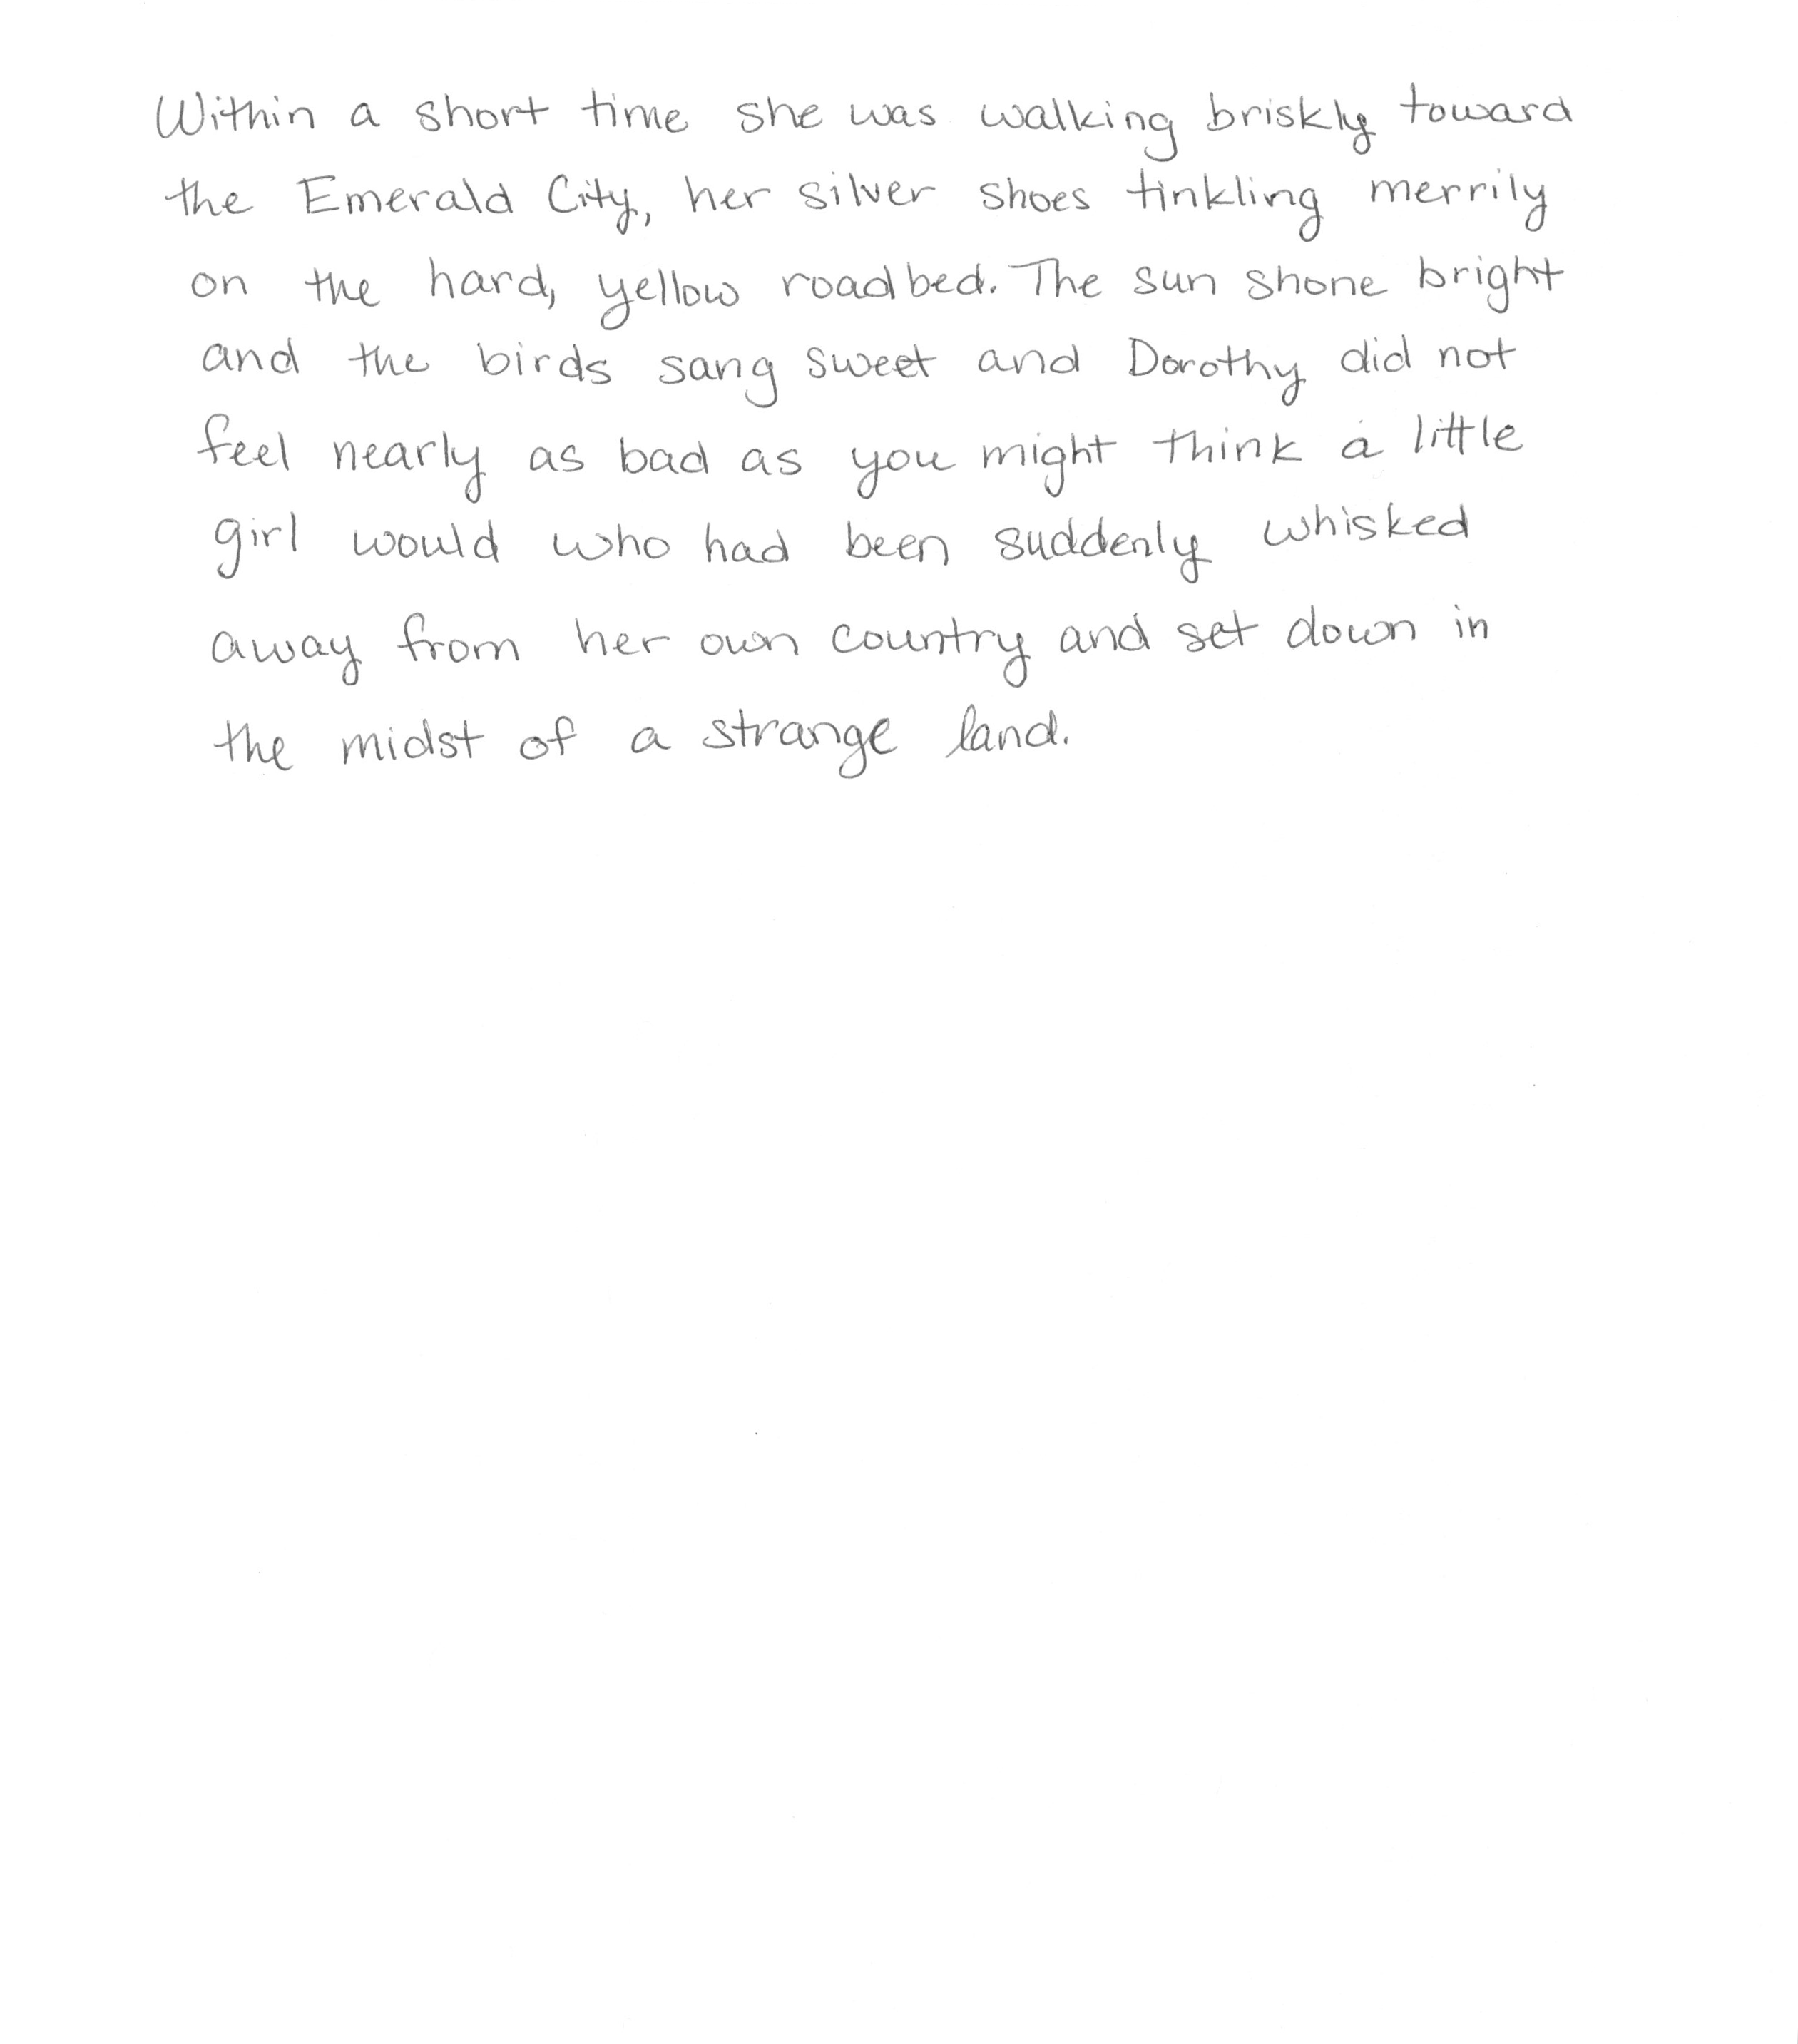 Within a short time she was walking briskly toward
the Emerald City, her silver shoes tinkling merrily
on the hard, yellow roadbed. The sun shone bright
and the birds sang sweet and Dorothy did not
feel nearly as bad as you might think a little
girl would who had been suddenly whisked
away from her own country and set down in
the midst of a strange land.